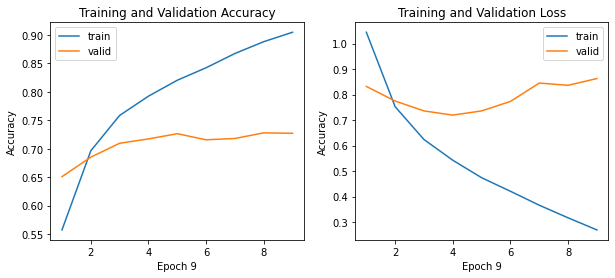 Training and Validation Accuracy
train
valid
Accuracy
0.90
0.85
0.80
0.75
0.70
0.65
0.60
0.55
2 4 6 8
Epoch 9
Training and Validation Loss
train
valid
Accuracy
1.0
0.9
0.8
0.7
0.6
0.5
0.4
0.3
2 4 6 8
Epoch 9